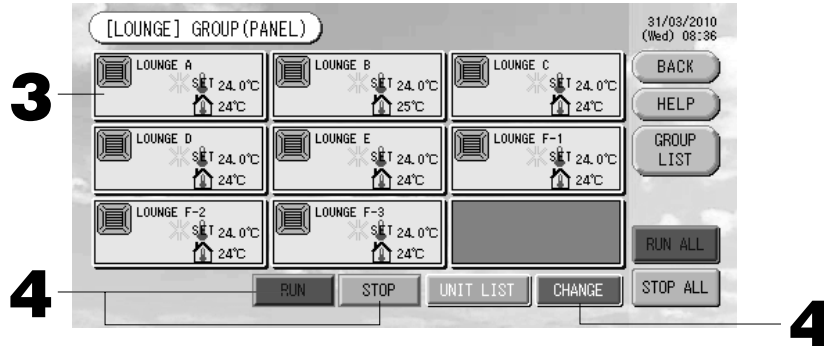 [LOUNGE] GROUP(PANEL)
31/03/2010
(Wed) 08:36
3
LOUNGE A
SET 24.0°C
24°C
LOUNGE B
SET 24.0°C
25°C
LOUNGE C
SET 24.0°C
24°C
BACK
HELP
LOUNGE D
SET 24.0°C
24°C
LOUNGE E
SET 24.0°C
24°C
LOUNGE F-1
SET 24.0°C
24°C
GROUP
LIST
LOUNGE F-2
SET 24.0°C
24°C
LOUNGE F-3
SET 24.0°C
24°C
RUN ALL
4
RUN
STOP
UNIT LIST
CHANGE
STOP ALL
4